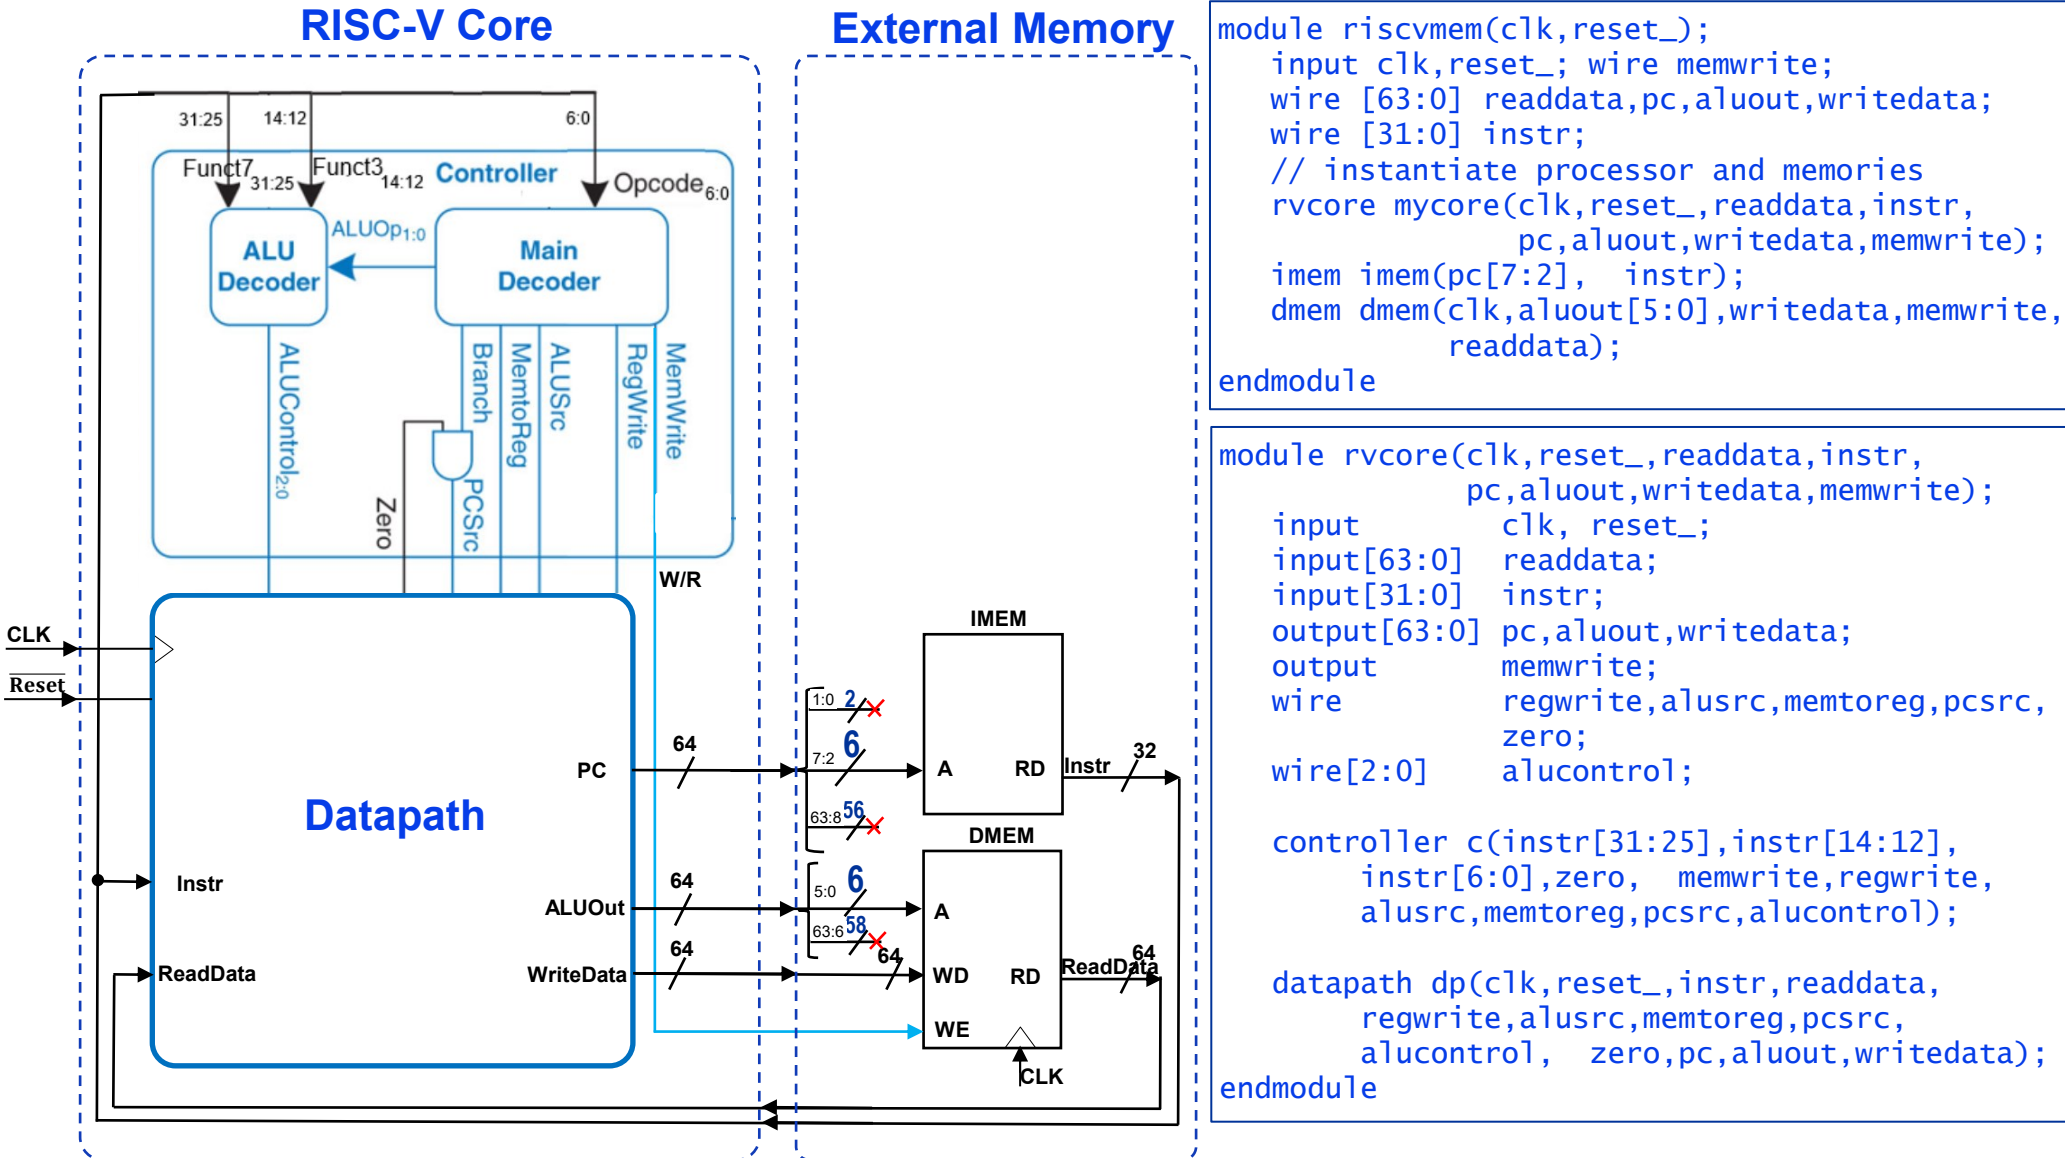 RISC-V Core
31:25
14:12
6:0
Funct7 31:25
Funct3 14:12
Controller
Opcode6:0
ALU
Decoder
ALUOp1:0
Main
Decoder
ALUControl2:0
Zero
Branch
PCSrc
MemtoReg
ALUSrc
RegWrite
MemWrite
W/R
CLK
Reset
Datapath
Instr
ReadData
PC
ALUOut
WriteData
64
64
64
External Memory
IMEM
1:0 2
7:2 6
63:8 56
A
RD
Instr
32
DMEM
5:0 6
63:6 58
64
A
WD
WE
RD
ReadData
64
CLK
module riscvmem(clk,reset_);
input clk,reset_; wire memwrite;
wire [63:0] readdata,pc,aluout,writedata;
wire [31:0] instr;
// instantiate processor and memories
rvcore mycore(clk,reset_,readdata,instr,
pc,aluout,writedata,memwrite);
imem imem(pc[7:2], instr);
dmem dmem(clk,aluout[5:0],writedata,memwrite,
readdata);
endmodule
module rvcore(clk,reset_,readdata,instr,
pc,aluout,writedata,memwrite);
input clk, reset_;
input[63:0] readdata;
input[31:0] instr;
output[63:0] pc,aluout,writedata;
output memwrite;
wire regwrite,alusrc,memtoreg,pcsrc,
zero;
wire[2:0] alucontrol;
controller c(instr[31:25],instr[14:12],
instr[6:0],zero, memwrite,regwrite,
alusrc,memtoreg,pcsrc,alucontrol);
datapath dp(clk,reset_,instr,readdata,
regwrite,alusrc,memtoreg,pcsrc,
alucontrol, zero,pc,aluout,writedata);
endmodule